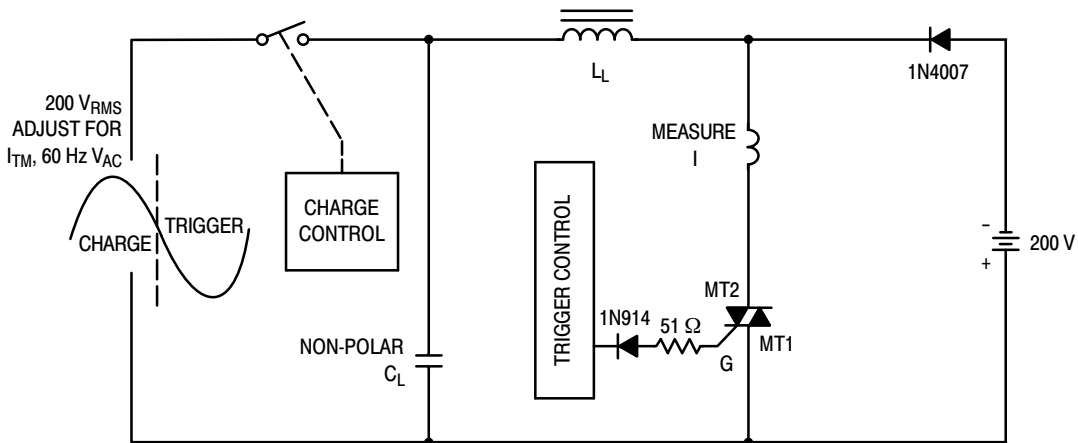 200 V_RMS
ADJUST FOR
I_TM, 60 Hz V_AC
CHARGE
TRIGGER
CHARGE
CONTROL
NON-POLAR
C_L
L_L
MEASURE
I
TRIGGER CONTROL
1N914
51 Ω
G
MT2
MT1
1N4007
-
+
200 V